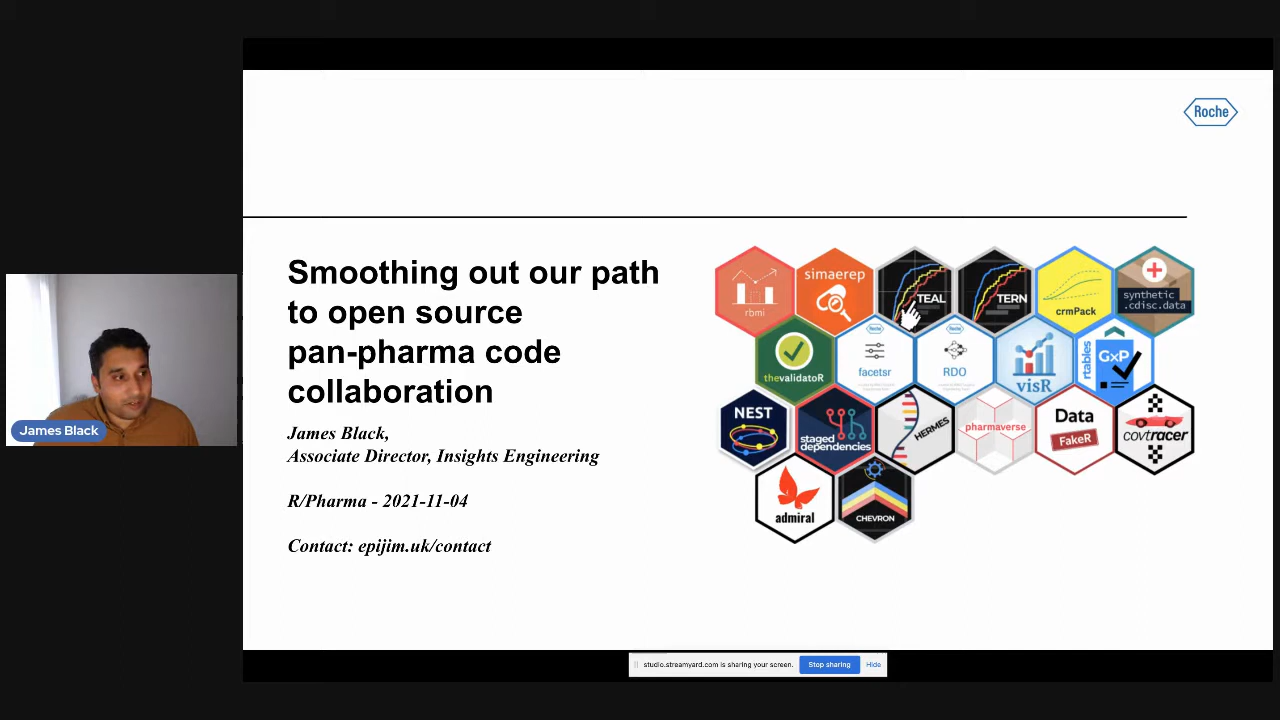 Roche
Smoothing out our path
to open source
pan-pharma code
collaboration
James Black,
Associate Director, Insights Engineering
R/Pharma - 2021-11-04
Contact: epijim.uk/contact
rbmi
simaerep
TEAL
TERN
crmPack
synthetic
.cdisc.data
thevalidatoR
Roche
facetsr
Roche
RDO
visR
rtables
GxP
NEST
staged
dependencies
HERMES
pharmaverse
Data
FakeR
covtracer
admiral
CHEVRON
James Black
studio.streamyard.com is sharing your screen.
Stop sharing
Hide